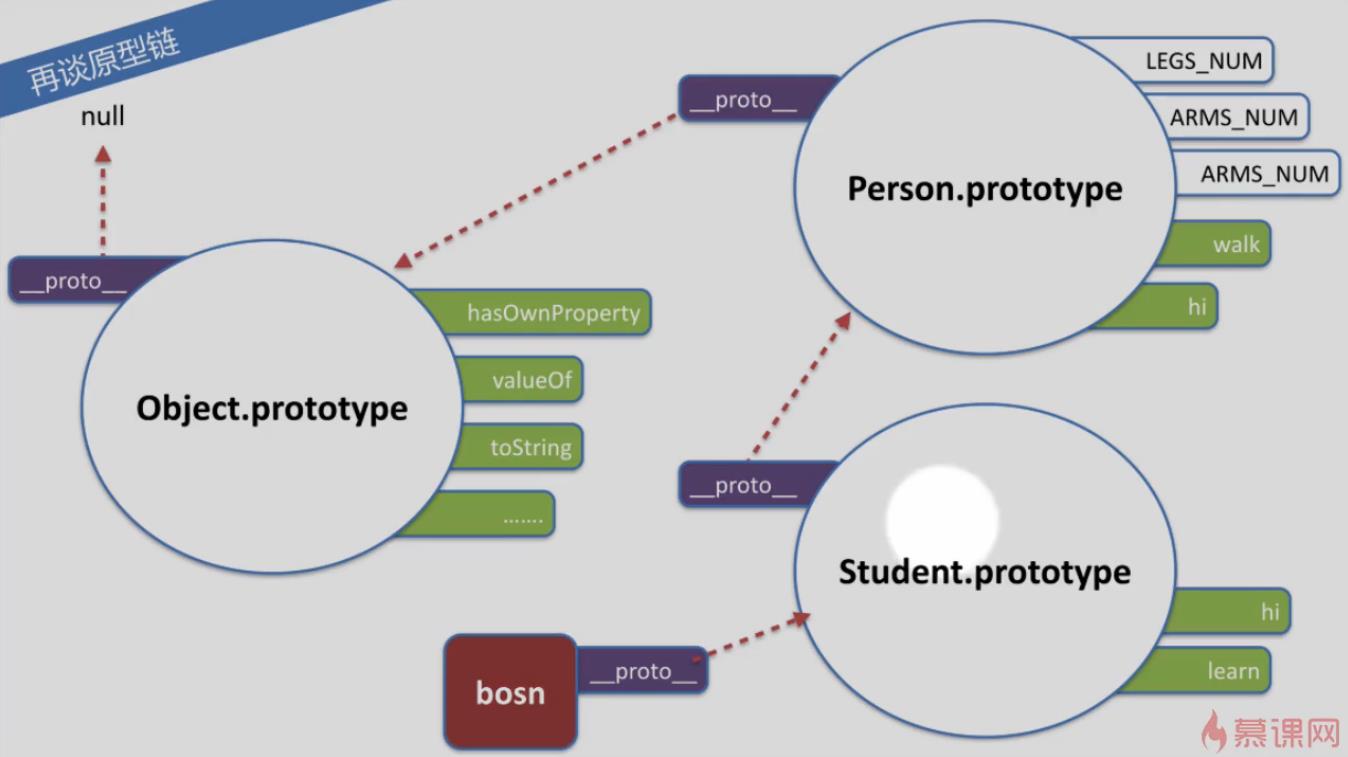 再谈原型链
null
__proto__
Object.prototype
hasOwnProperty
valueOf
toString
.......
__proto__
Person.prototype
LEGS_NUM
ARMS_NUM
ARMS_NUM
walk
hi
__proto__
Student.prototype
hi
learn
bosn
__proto__
慕课网